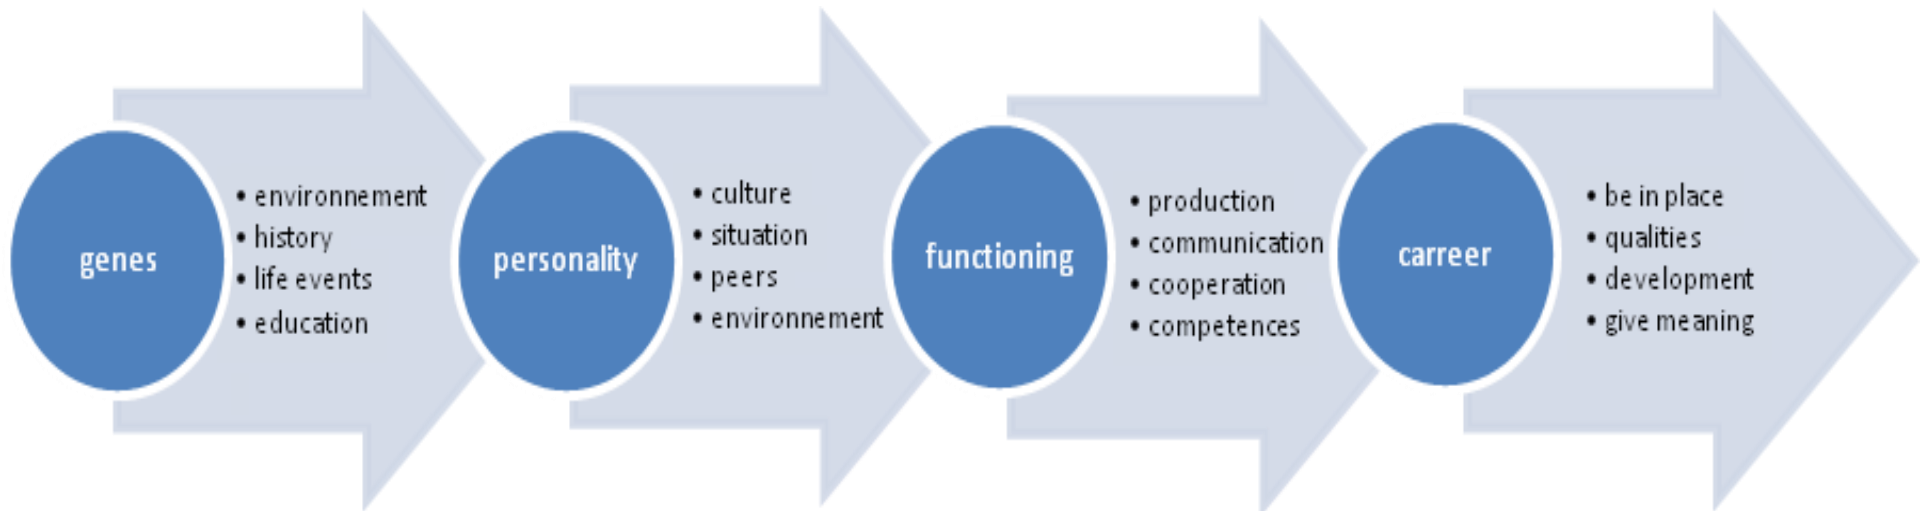 genes
• environnement
• history
• life events
• education
personality
• culture
• situation
• peers
• environnement
functioning
• production
• communication
• cooperation
• competences
carreer
• be in place
• qualities
• development
• give meaning